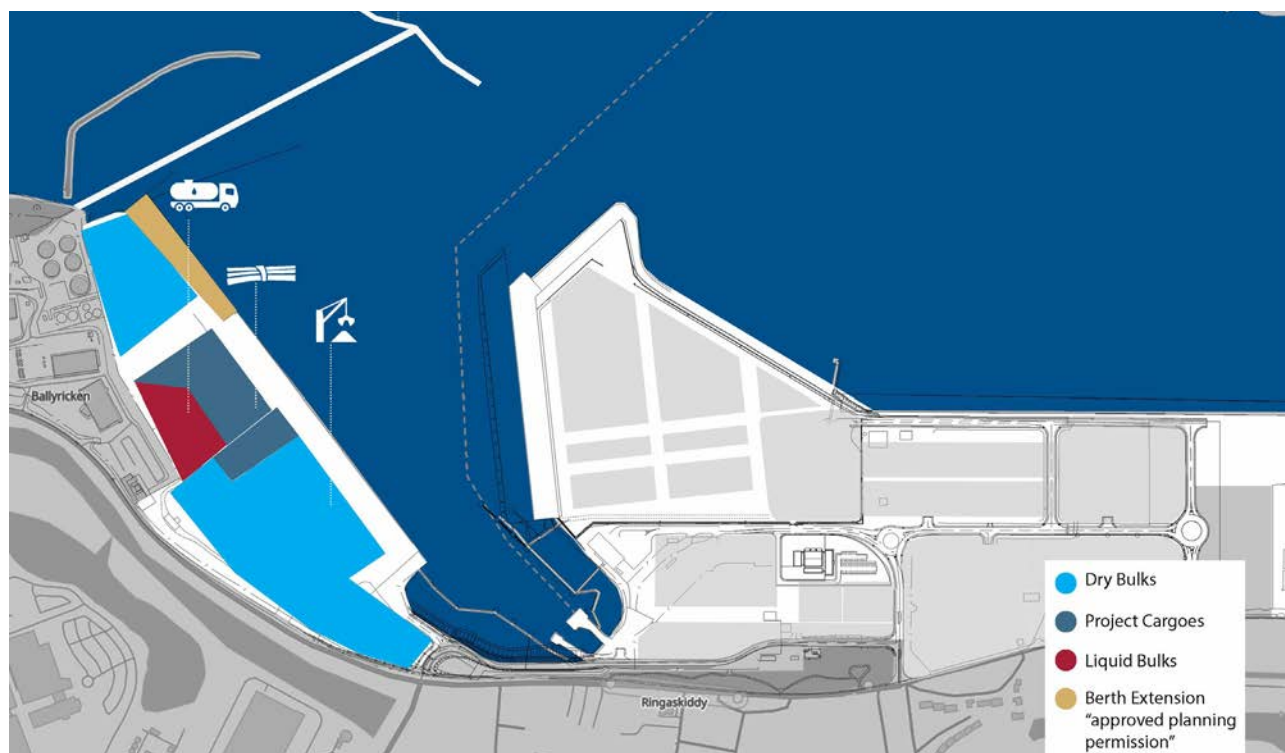 Ballyricken
Ringaskiddy
Dry Bulks
Project Cargoes
Liquid Bulks
Berth Extension
“approved planning
permission”